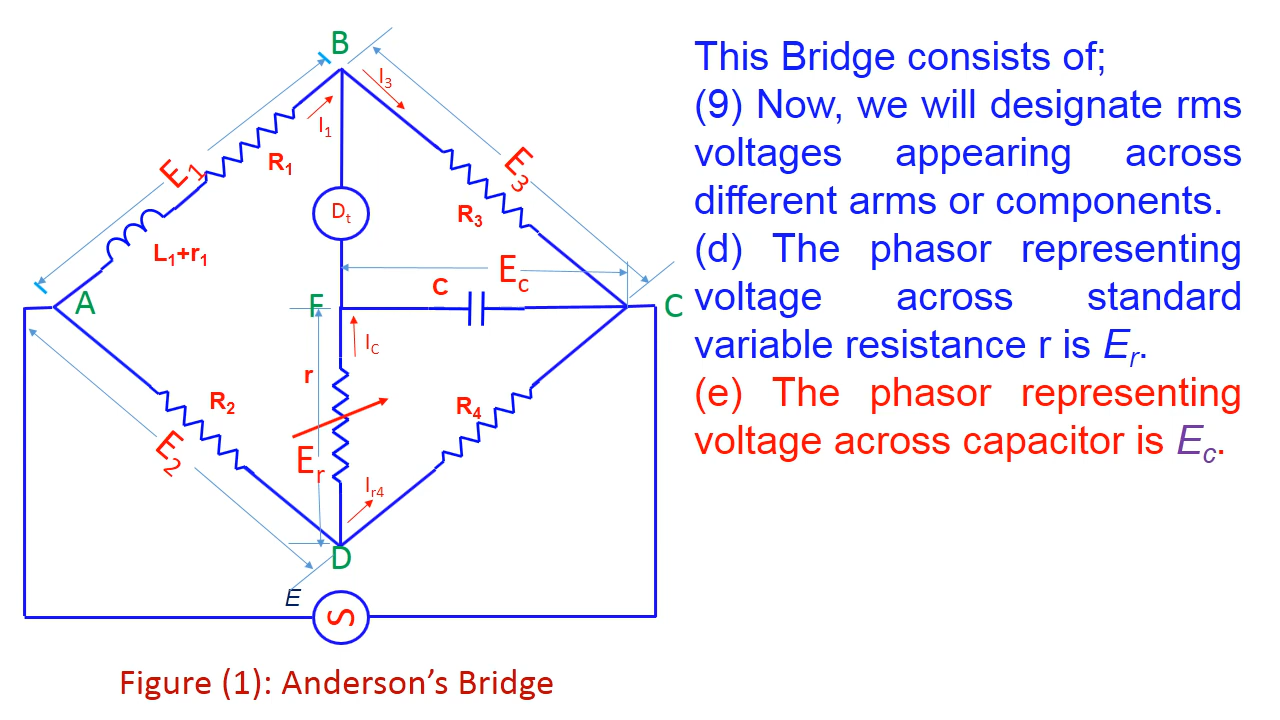 B
I3
I1
E1
R1
E3
Dt
R3
L1+r1
Ec
C
A
F
C
IC
r
R2
R4
E2
Er
Ir4
D
E
S
Figure (1): Anderson’s Bridge
This Bridge consists of;
(9) Now, we will designate rms
voltages appearing across
different arms or components.
(d) The phasor representing
voltage across standard
variable resistance r is Er.
(e) The phasor representing
voltage across capacitor is Ec.